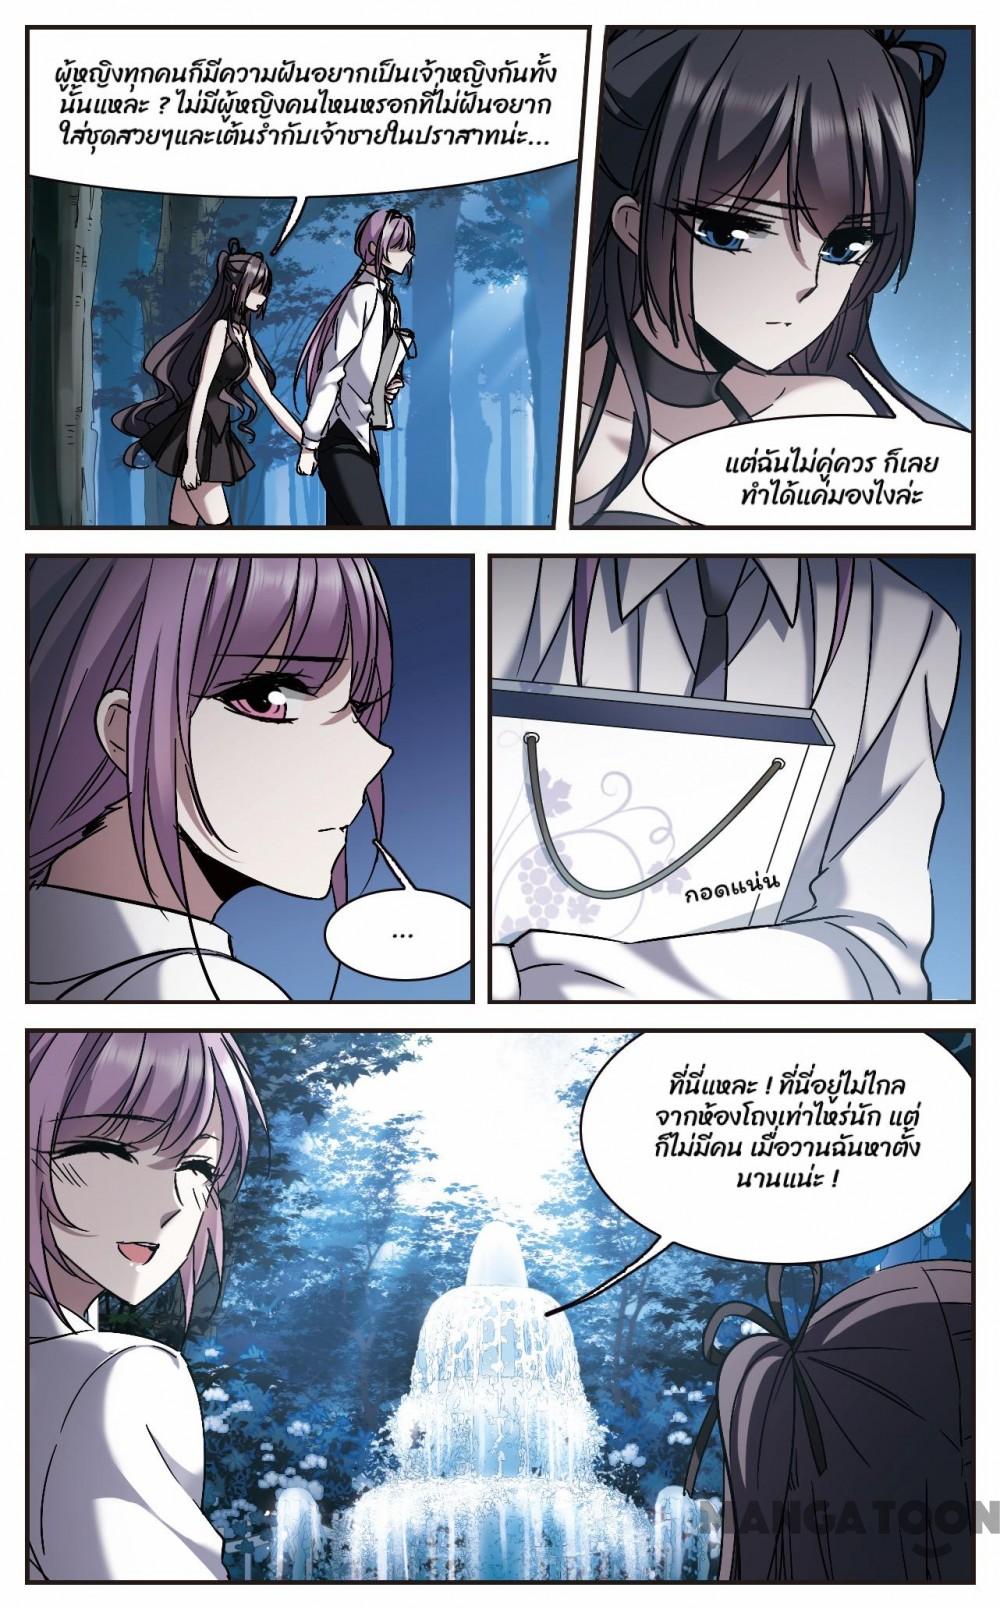 ผู้หญิงทุกคนก็มีความฝันอยากเป็นเจ้าหญิงกันทั้ง
นั้นแหละ ? ไม่มีผู้หญิงคนไหนหรอกที่ไม่ฝันอยาก
ใส่ชุดสวยๆและเต้นรำกับเจ้าชายในปราสาทน่ะ...
แต่ฉันไม่คู่ควร ก็เลย
ทำได้แค่มองไงล่ะ
...
กอดแน่น
ที่นี่แหละ ! ที่นี่อยู่ไม่ไกล
จากห้องโถงเท่าไหร่นัก แต่
ก็ไม่มีคน เมื่อวานฉันหาตั้ง
นานแน่ะ !
MANGATOON